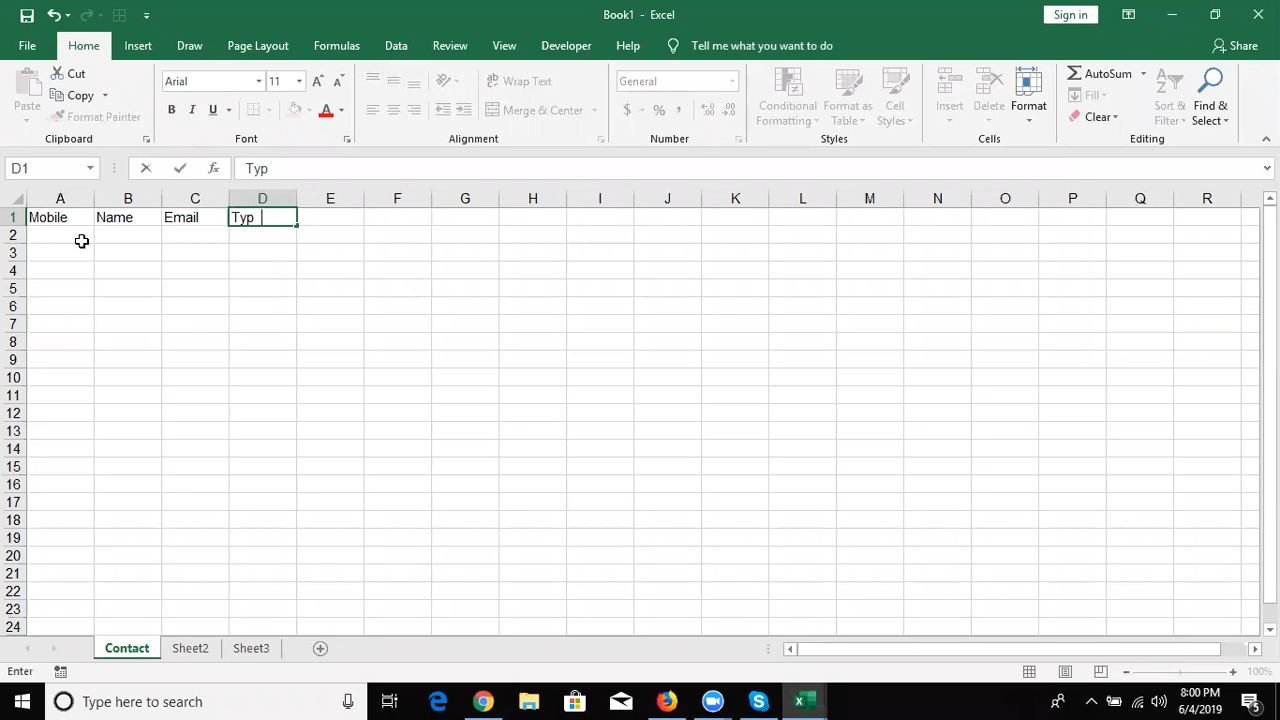 Book1 - Excel
Sign in
File Home Insert Draw Page Layout Formulas Data Review View Developer Help Tell me what you want to do Share
Paste
Cut
Copy
Format Painter
Clipboard
Arial 11
B I U
Font
Wrap Text
Merge & Center
Alignment
General
$ % ,
Number
Conditional Formatting
Format as Table
Cell Styles
Styles
Insert Delete Format
Cells
AutoSum
Fill
Clear
Sort & Filter
Find & Select
Editing
D1 fx Typ
A B C D E F G H I J K L M N O P Q R
1 Mobile Name Email Typ
2
3
4
5
6
7
8
9
10
11
12
13
14
15
16
17
18
19
20
21
22
23
24
Contact Sheet2 Sheet3
Enter 100%
Type here to search
8:00 PM
6/4/2019
5